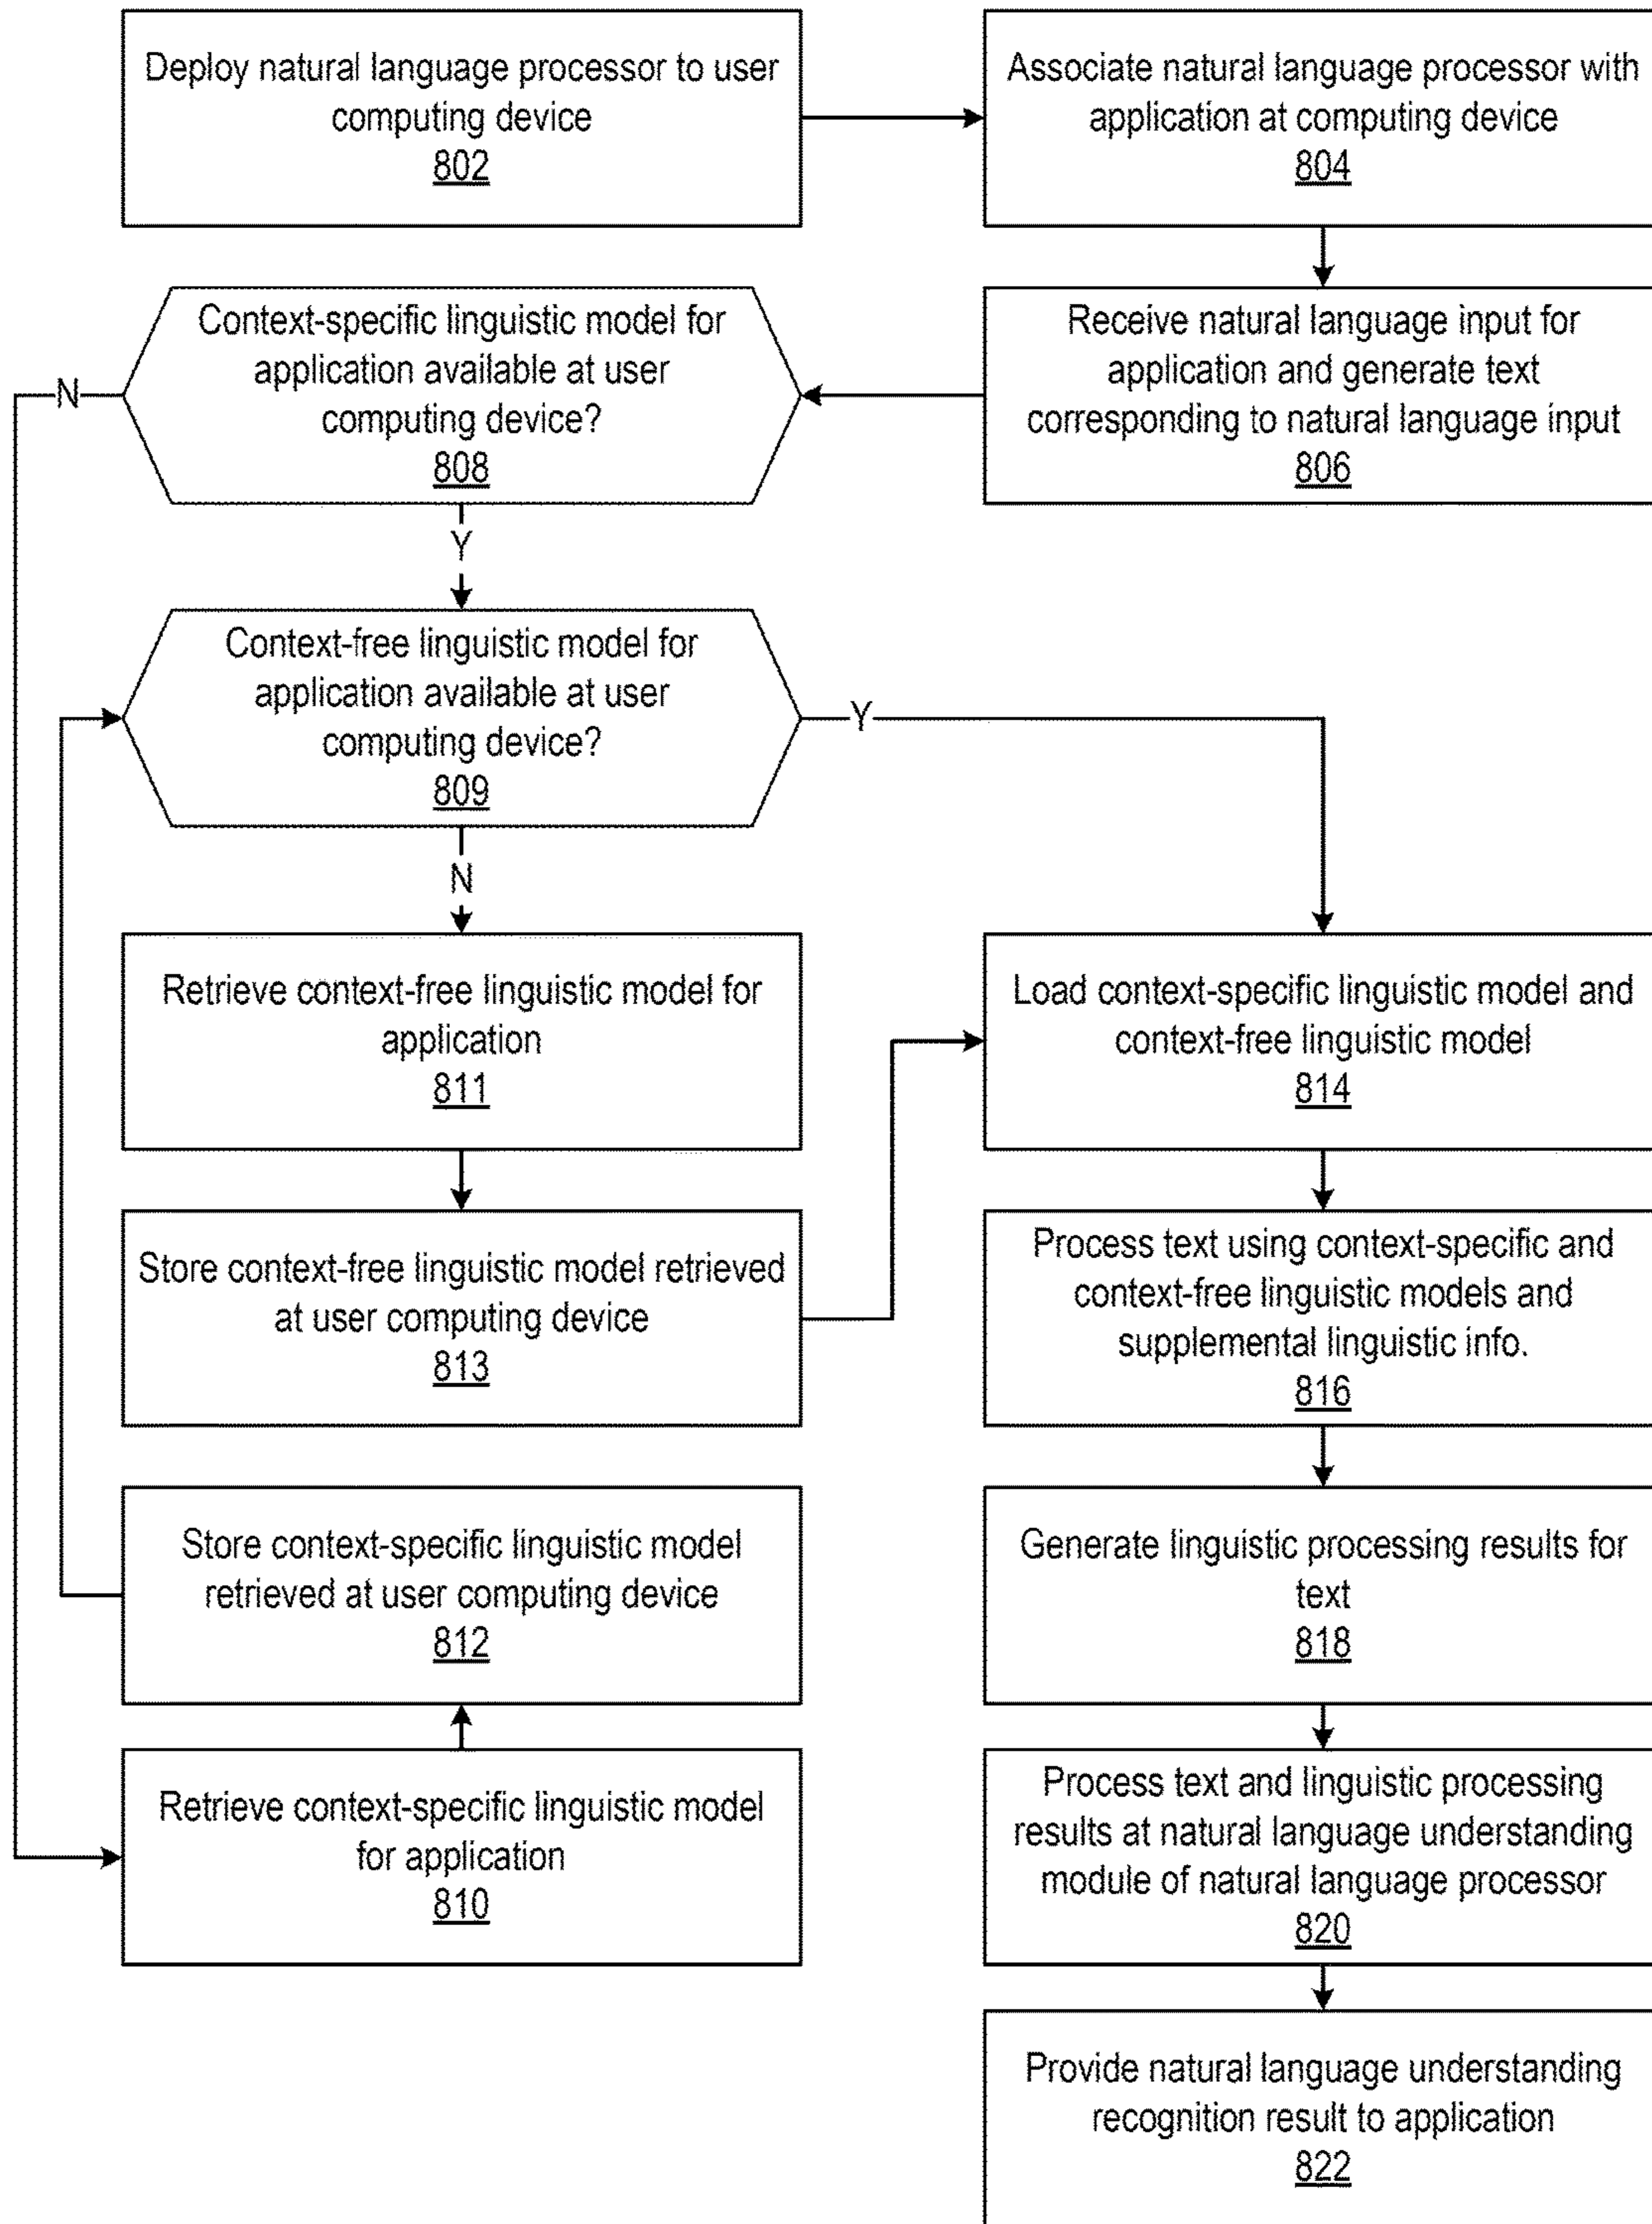 Deploy natural language processor to user
computing device
802
Associate natural language processor with
application at computing device
804
Receive natural language input for
application and generate text
corresponding to natural language input
806
Context-specific linguistic model for
application available at user
computing device?
808
N
Y
Context-free linguistic model for
application available at user
computing device?
809
Y
N
Retrieve context-free linguistic model for
application
811
Store context-free linguistic model retrieved
at user computing device
813
Store context-specific linguistic model
retrieved at user computing device
812
Retrieve context-specific linguistic model
for application
810
Load context-specific linguistic model and
context-free linguistic model
814
Process text using context-specific and
context-free linguistic models and
supplemental linguistic info.
816
Generate linguistic processing results for
text
818
Process text and linguistic processing
results at natural language understanding
module of natural language processor
820
Provide natural language understanding
recognition result to application
822